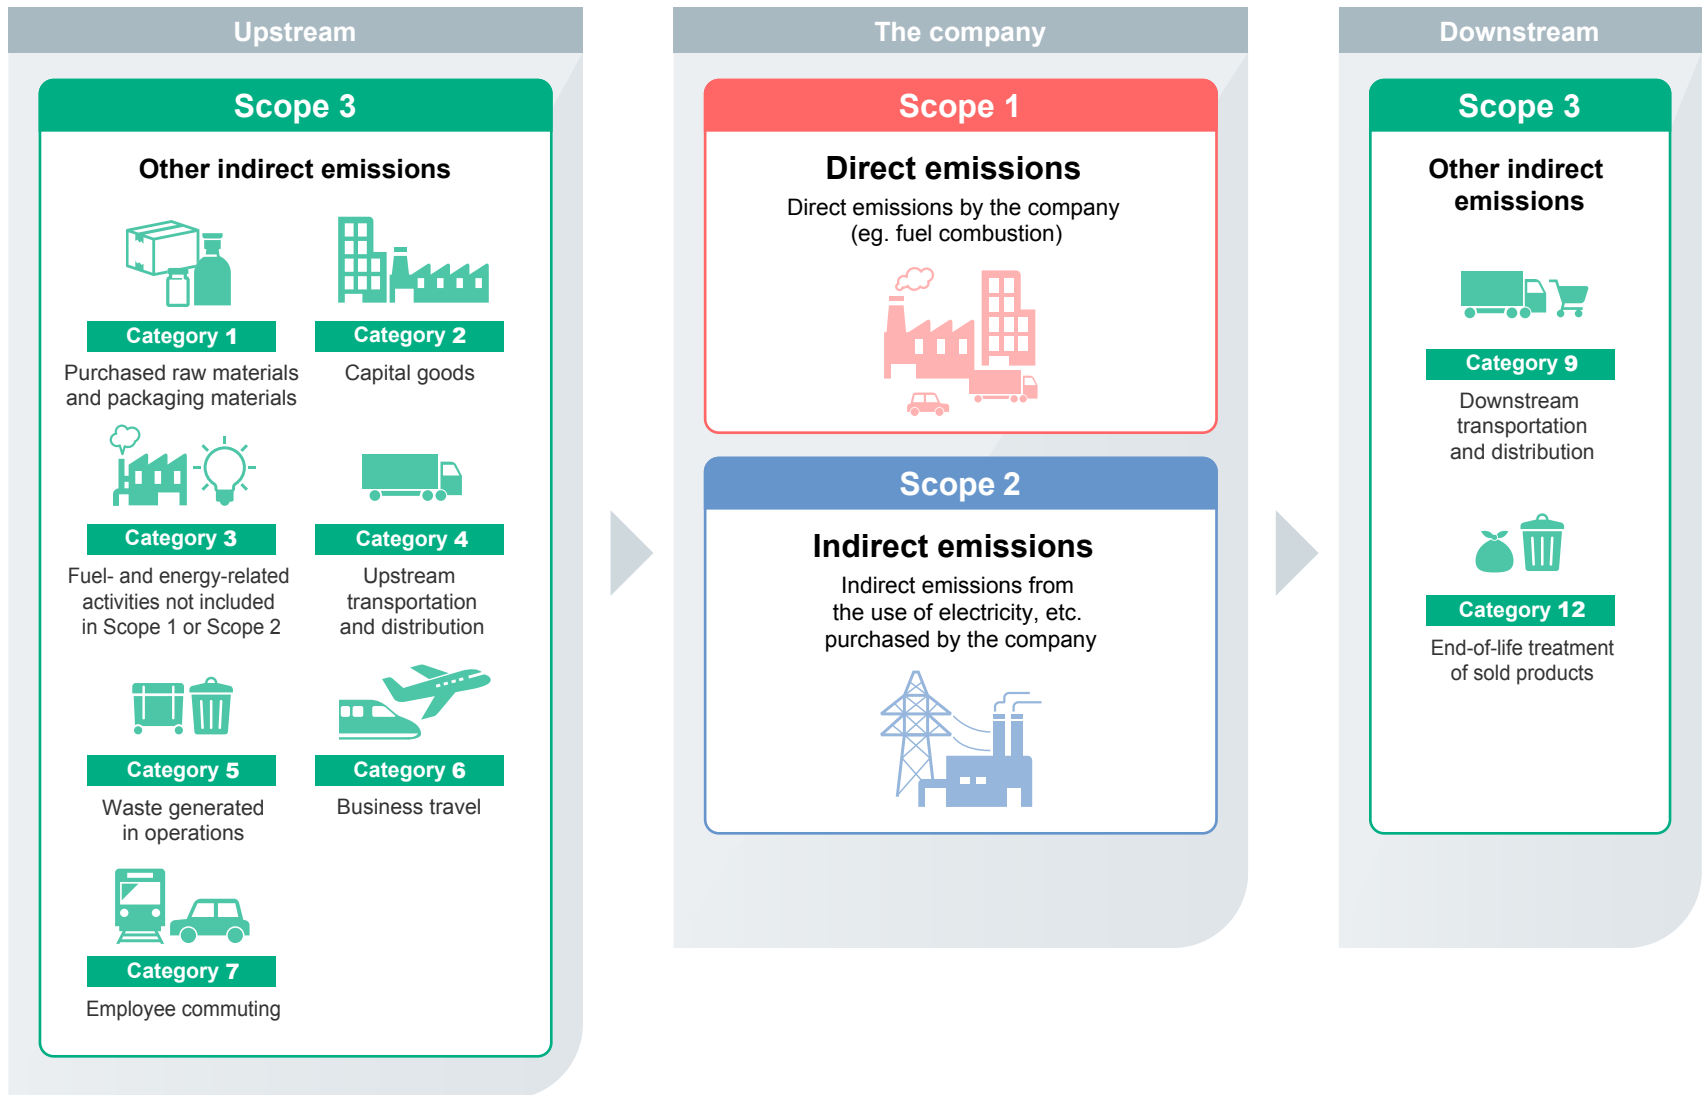 Upstream
Scope 3
Other indirect emissions
Category 1
Purchased raw materials
and packaging materials
Category 2
Capital goods
Category 3
Fuel- and energy-related
activities not included
in Scope 1 or Scope 2
Category 4
Upstream
transportation
and distribution
Category 5
Waste generated
in operations
Category 6
Business travel
Category 7
Employee commuting
The company
Scope 1
Direct emissions
Direct emissions by the company
(eg. fuel combustion)
Scope 2
Indirect emissions
Indirect emissions from
the use of electricity, etc.
purchased by the company
Downstream
Scope 3
Other indirect
emissions
Category 9
Downstream
transportation
and distribution
Category 12
End-of-life treatment
of sold products